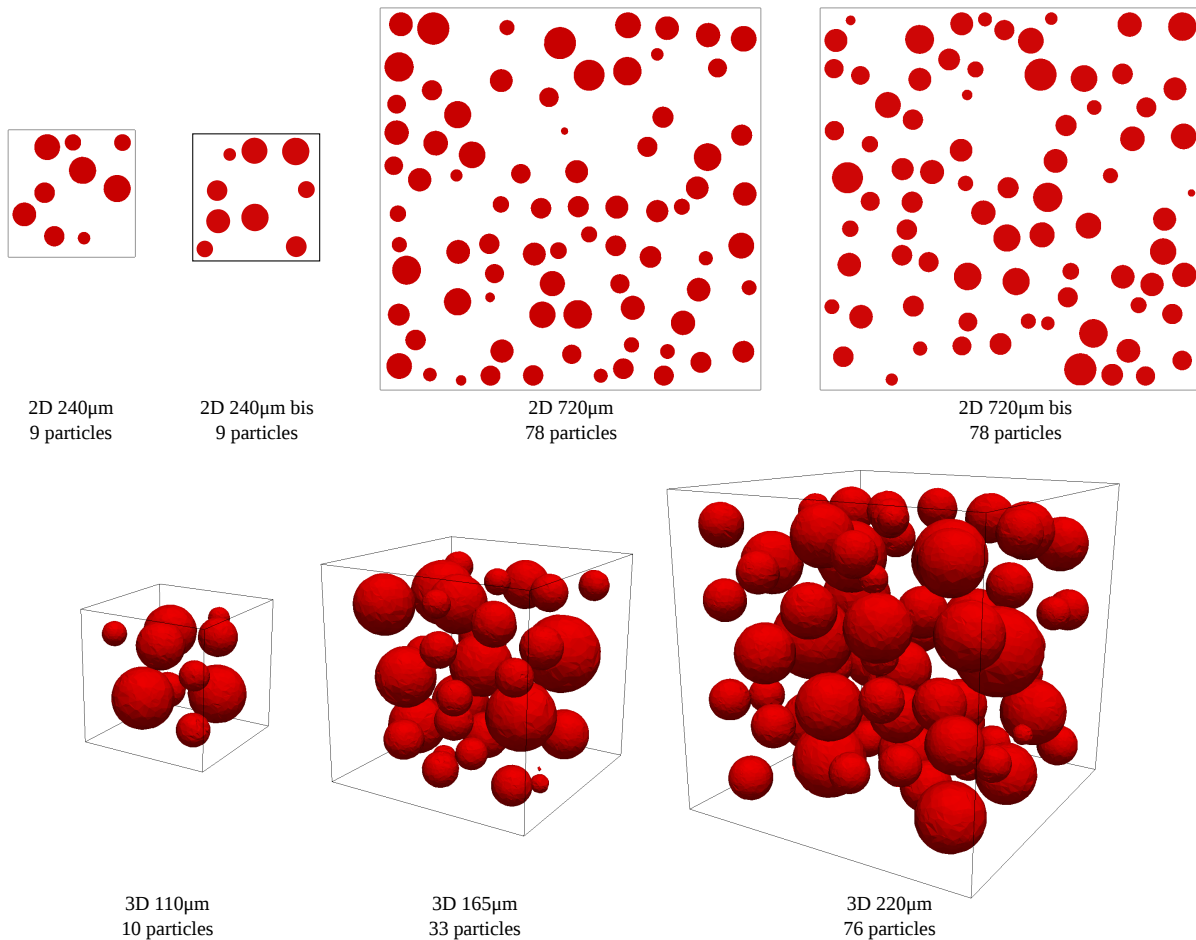 2D 240μm
9 particles
2D 240μm bis
9 particles
2D 720μm
78 particles
2D 720μm bis
78 particles
3D 110μm
10 particles
3D 165μm
33 particles
3D 220μm
76 particles